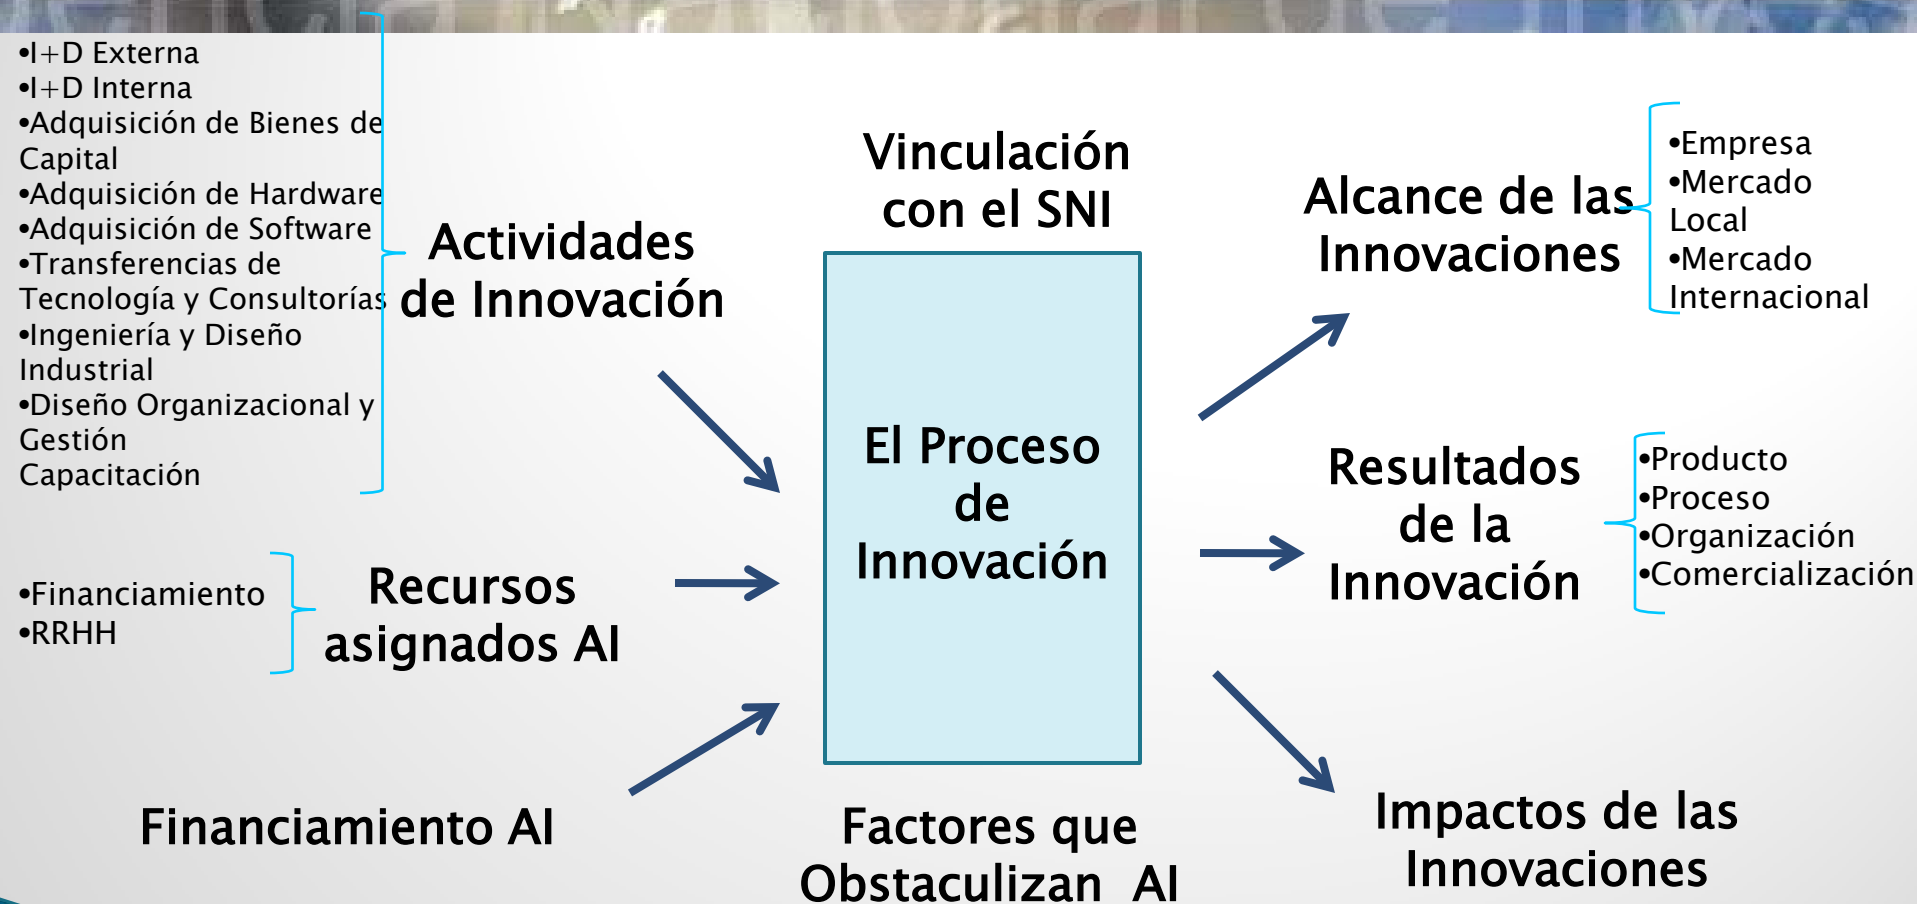 •I+D Externa
•I+D Interna
•Adquisición de Bienes de
Capital
•Adquisición de Hardware
•Adquisición de Software
•Transferencias de
Tecnología y Consultorías
•Ingeniería y Diseño
Industrial
•Diseño Organizacional y
Gestión
Capacitación
Actividades
de Innovación
•Financiamiento
•RRHH
Recursos
asignados AI
Financiamiento AI
Vinculación
con el SNI
El Proceso
de
Innovación
Factores que
Obstaculizan AI
Alcance de las
Innovaciones
•Empresa
•Mercado
Local
•Mercado
Internacional
Resultados
de la
Innovación
•Producto
•Proceso
•Organización
•Comercialización
Impactos de las
Innovaciones